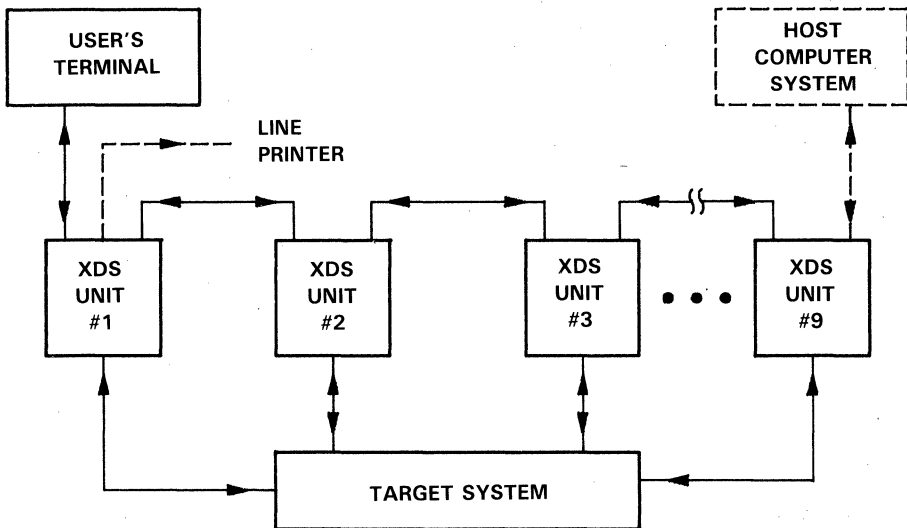 USER'S
TERMINAL
HOST
COMPUTER
SYSTEM
LINE
PRINTER
XDS
UNIT
#1
XDS
UNIT
#2
XDS
UNIT
#3
XDS
UNIT
#9
TARGET SYSTEM